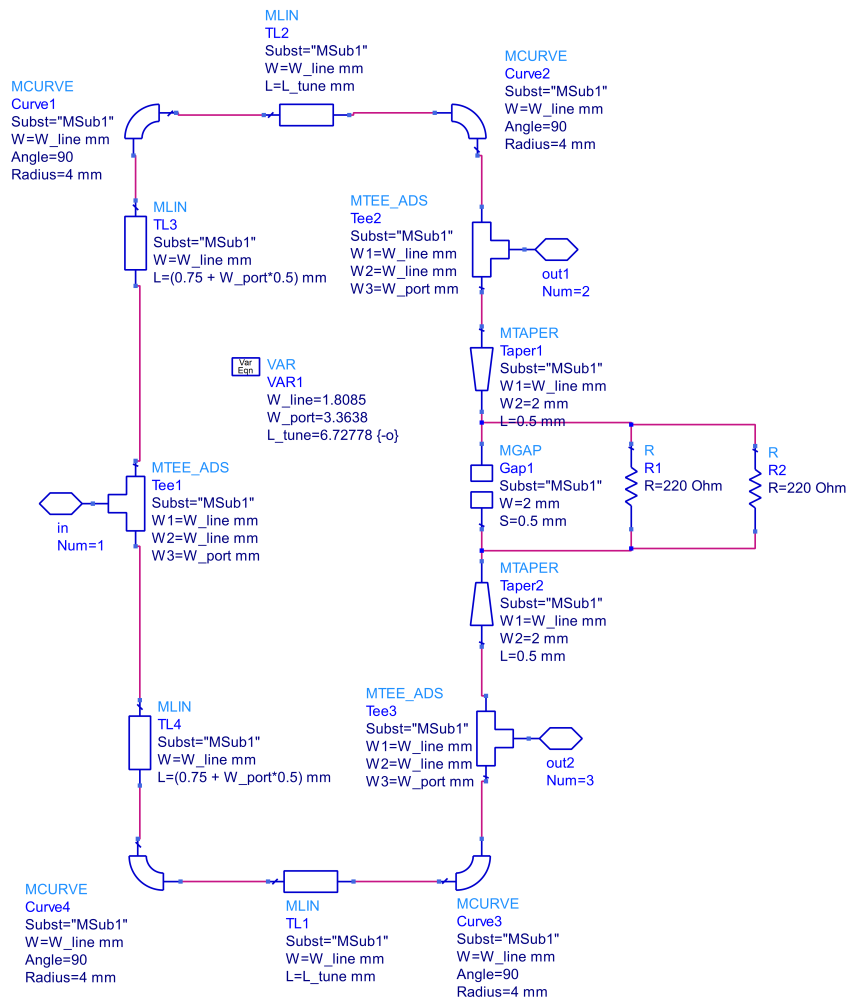 MLIN
TL2
Subst="MSub1"
W=W_line mm
L=L_tune mm
MCURVE
Curve1
Subst="MSub1"
W=W_line mm
Angle=90
Radius=4 mm
MCURVE
Curve2
Subst="MSub1"
W=W_line mm
Angle=90
Radius=4 mm
MLIN
TL3
Subst="MSub1"
W=W_line mm
L=(0.75 + W_port*0.5) mm
MTEE_ADS
Tee2
Subst="MSub1"
W1=W_line mm
W2=W_line mm
W3=W_port mm
out1
Num=2
Var
Eqn
VAR
VAR1
W_line=1.8085
W_port=3.3638
L_tune=6.72778 {-o}
MTAPER
Taper1
Subst="MSub1"
W1=W_line mm
W2=2 mm
L=0.5 mm
MTEE_ADS
Tee1
Subst="MSub1"
W1=W_line mm
W2=W_line mm
W3=W_port mm
in
Num=1
MGAP
Gap1
Subst="MSub1"
W=2 mm
S=0.5 mm
R
R1
R=220 Ohm
R
R2
R=220 Ohm
MTAPER
Taper2
Subst="MSub1"
W1=W_line mm
W2=2 mm
L=0.5 mm
MLIN
TL4
Subst="MSub1"
W=W_line mm
L=(0.75 + W_port*0.5) mm
MTEE_ADS
Tee3
Subst="MSub1"
W1=W_line mm
W2=W_line mm
W3=W_port mm
out2
Num=3
MCURVE
Curve4
Subst="MSub1"
W=W_line mm
Angle=90
Radius=4 mm
MLIN
TL1
Subst="MSub1"
W=W_line mm
L=L_tune mm
MCURVE
Curve3
Subst="MSub1"
W=W_line mm
Angle=90
Radius=4 mm